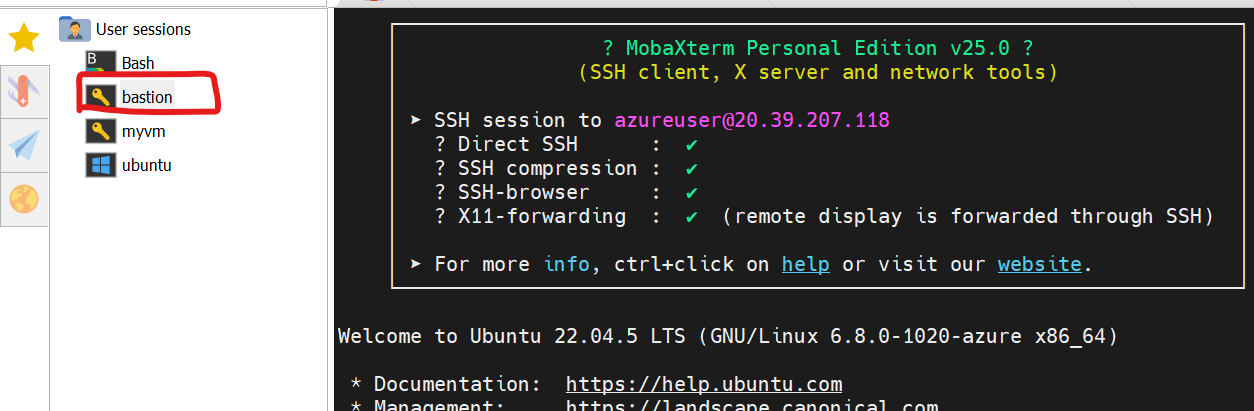 User sessions
B
Bash
bastion
myvm
ubuntu
? MobaXterm Personal Edition v25.0 ?
(SSH client, X server and network tools)
➤ SSH session to azureuser@20.39.207.118
? Direct SSH : ✔
? SSH compression : ✔
? SSH-browser : ✔
? X11-forwarding : ✔ (remote display is forwarded through SSH)
➤ For more info, ctrl+click on help or visit our website.
Welcome to Ubuntu 22.04.5 LTS (GNU/Linux 6.8.0-1020-azure x86_64)
* Documentation: https://help.ubuntu.com
* Management: https://landscape.canonical.com